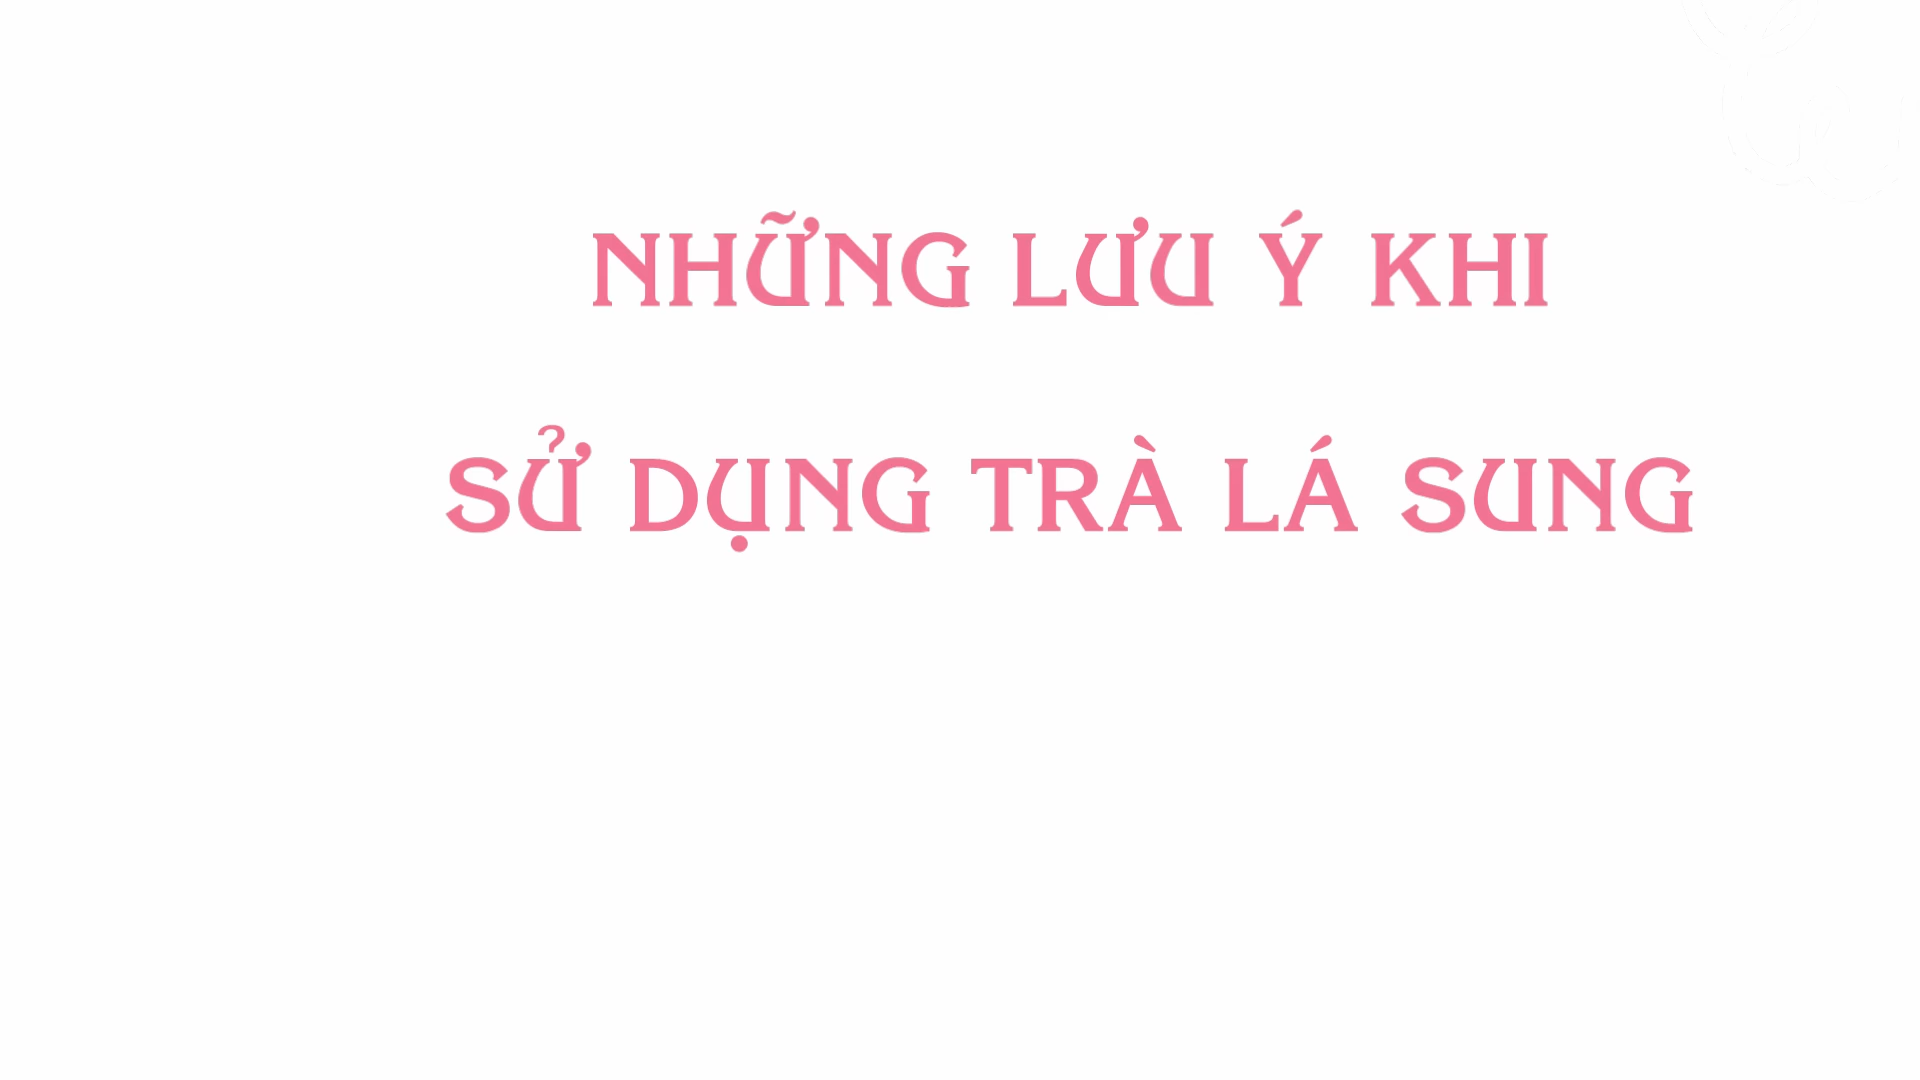 NHỮNG LƯU Ý KHI
SỬ DỤNG TRÀ LÁ SUNG